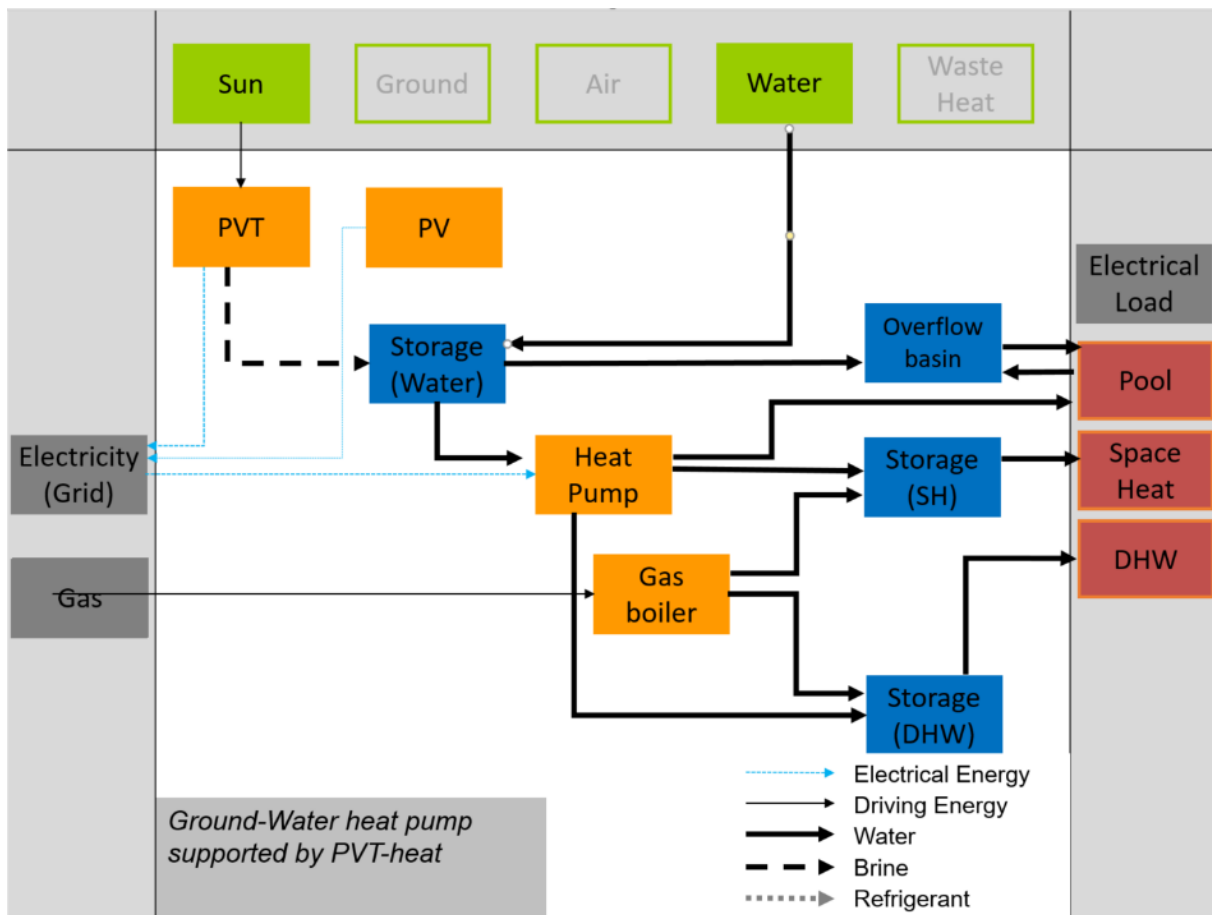 Sun
Ground
Air
Water
Waste
Heat
PVT
PV
Electrical
Load
Storage
(Water)
Overflow
basin
Pool
Electricity
(Grid)
Heat
Pump
Storage
(SH)
Space
Heat
Gas
Gas
boiler
DHW
Storage
(DHW)
Electrical Energy
Driving Energy
Water
Brine
Refrigerant
Ground-Water heat pump
supported by PVT-heat